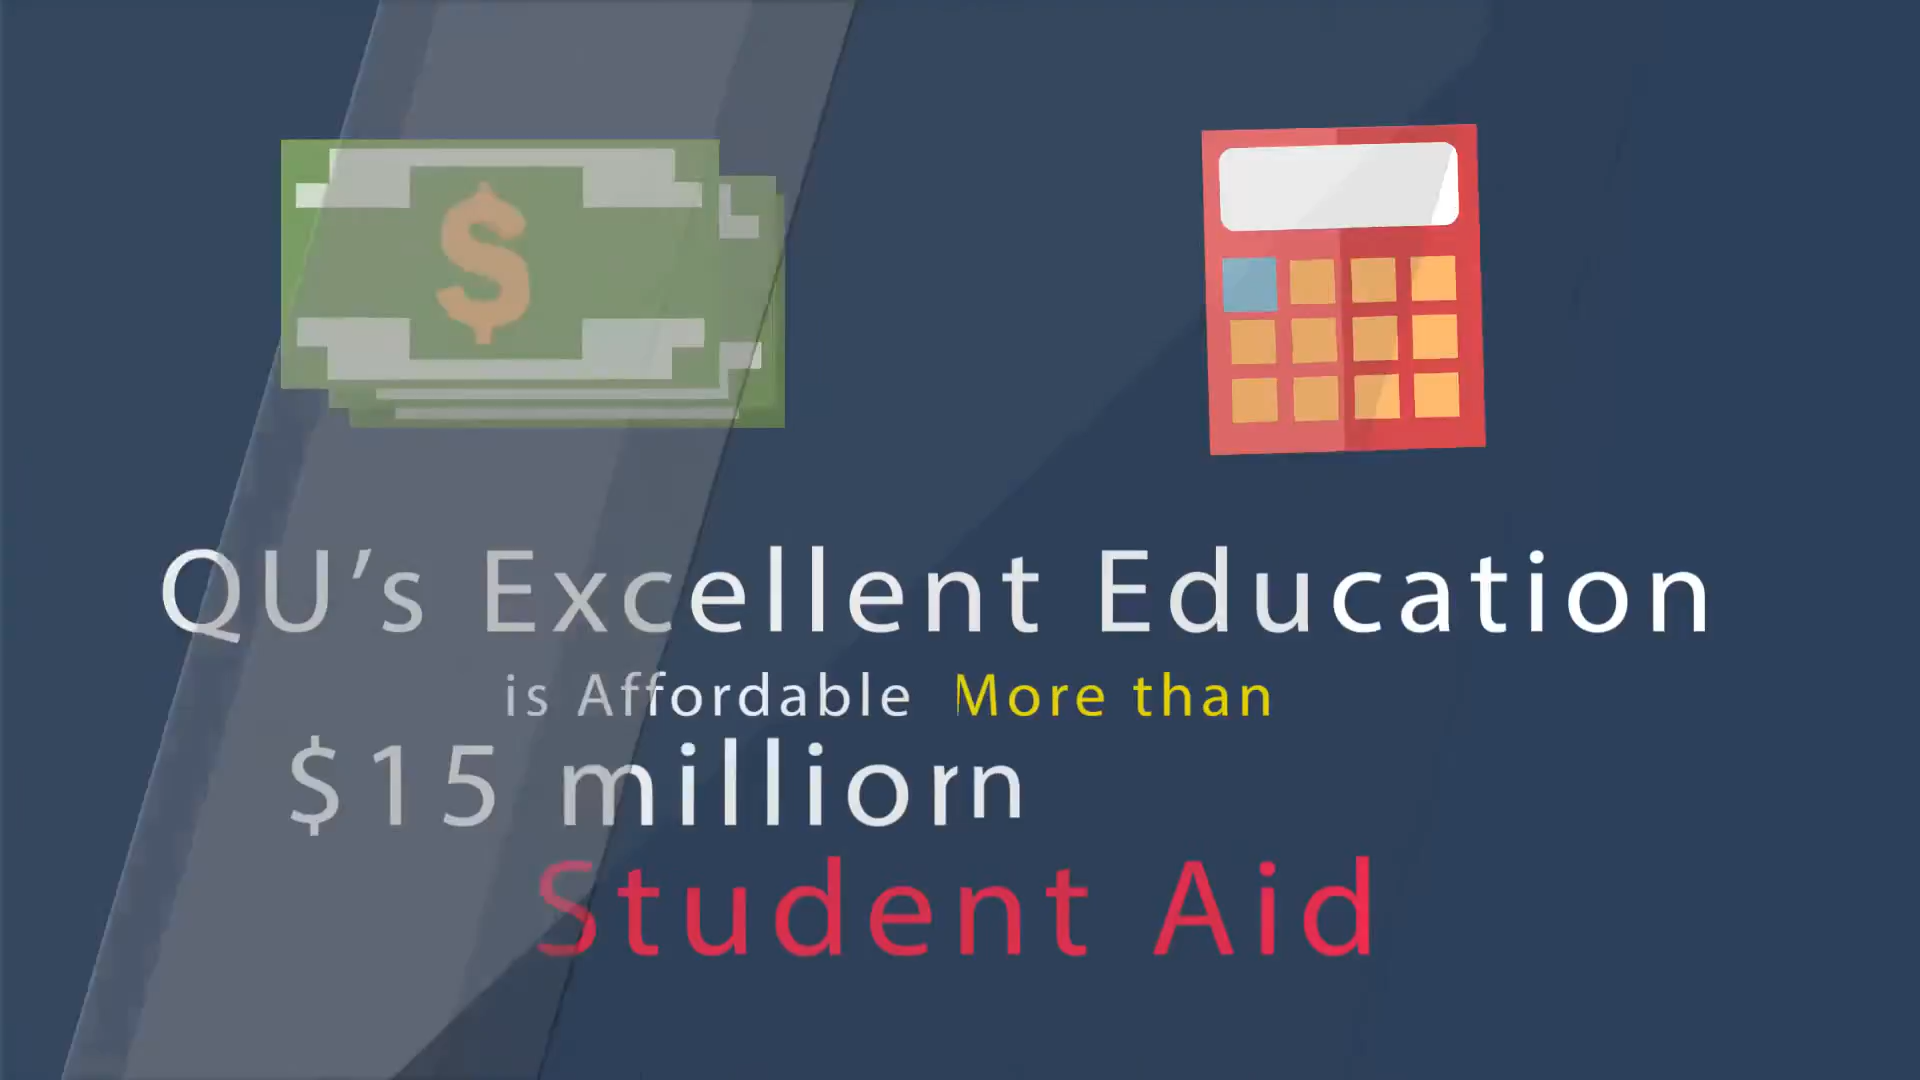 $
QU's Excellent Education
is Affordable More than
$15 milliorn
Student Aid